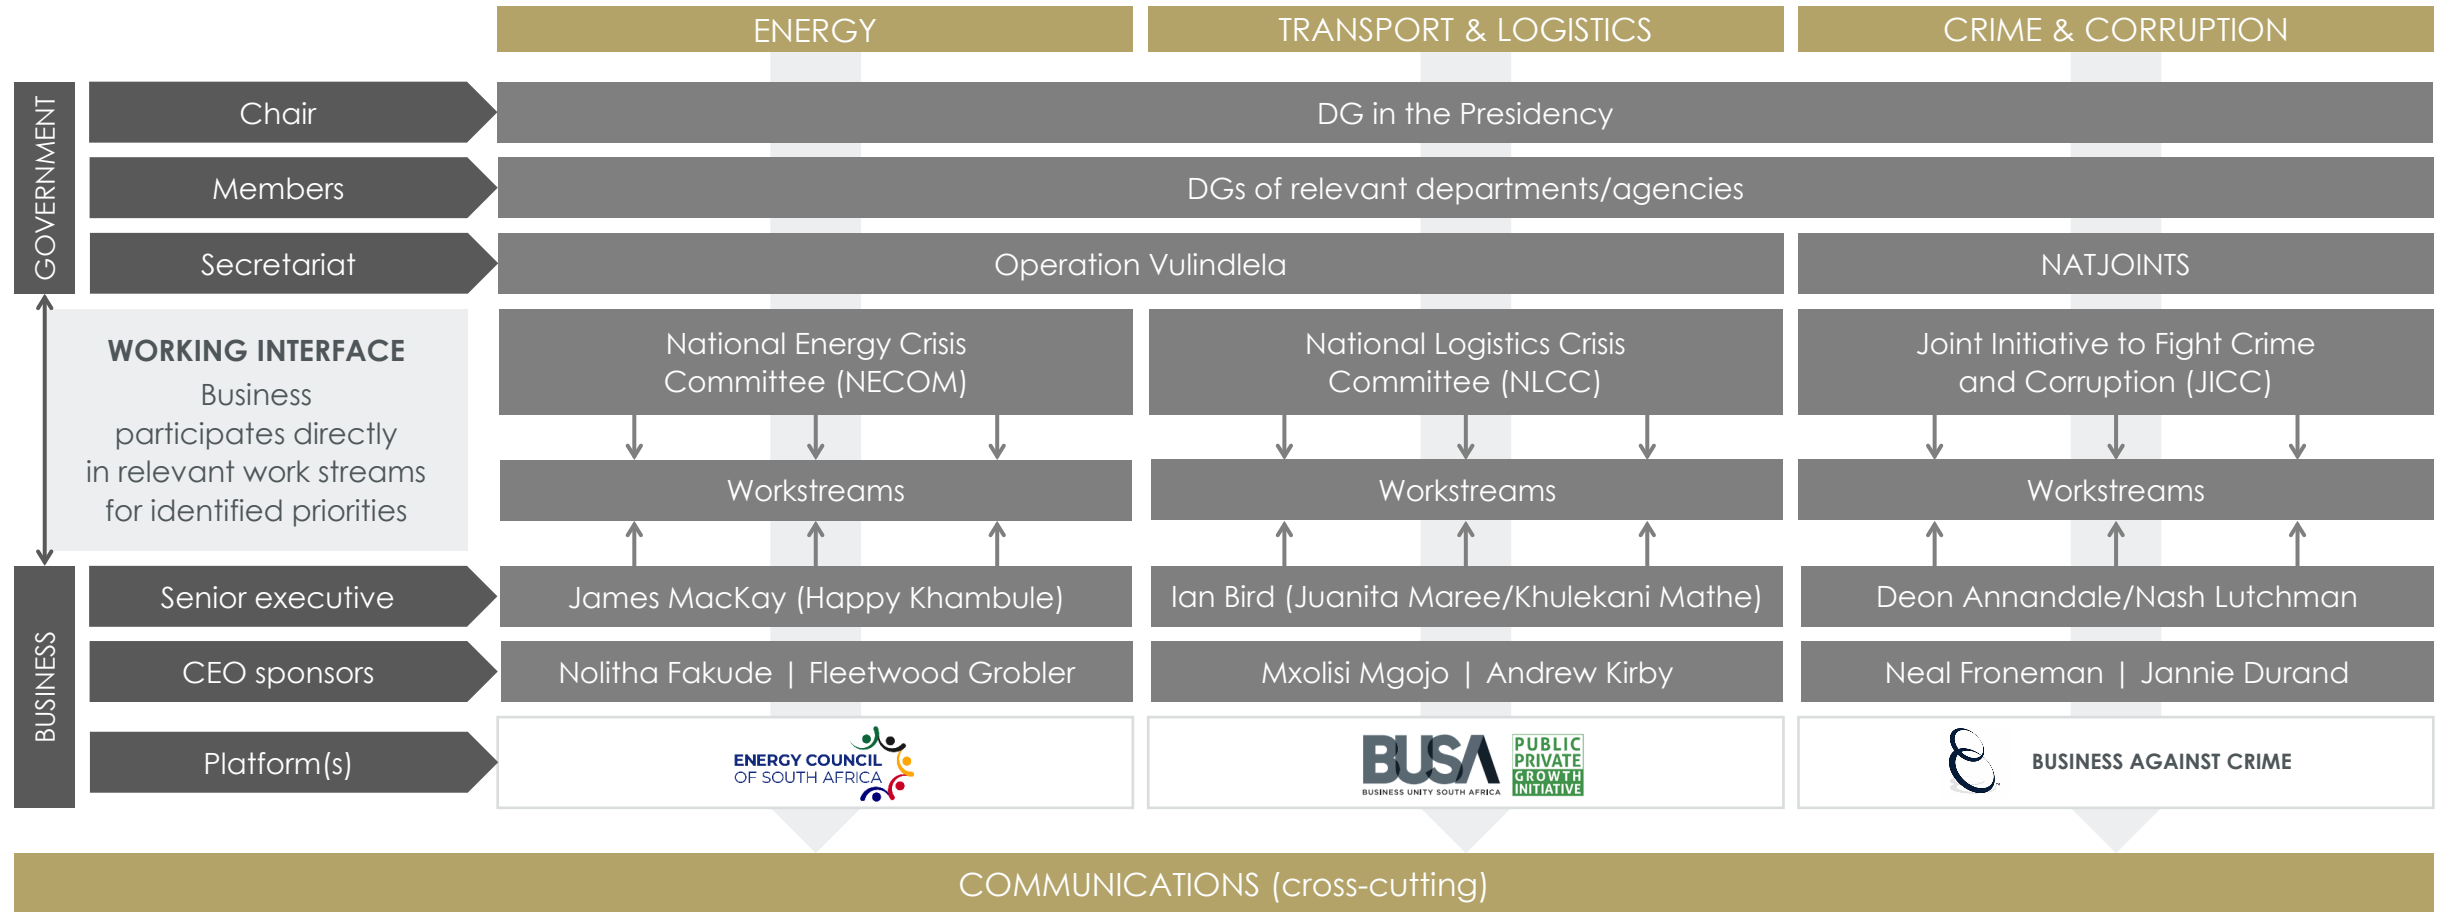 ENERGY
TRANSPORT & LOGISTICS
CRIME & CORRUPTION
GOVERNMENT
Chair
DG in the Presidency
Members
DGs of relevant departments/agencies
Secretariat
Operation Vulindlela
NATJOINTS
WORKING INTERFACE
Business
participates directly
in relevant work streams
for identified priorities
National Energy Crisis
Committee (NECOM)
National Logistics Crisis
Committee (NLCC)
Joint Initiative to Fight Crime
and Corruption (JICC)
Workstreams
Workstreams
Workstreams
BUSINESS
Senior executive
James MacKay (Happy Khambule)
Ian Bird (Juanita Maree/Khulekani Mathe)
Deon Annandale/Nash Lutchman
CEO sponsors
Nolitha Fakude | Fleetwood Grobler
Mxolisi Mgojo | Andrew Kirby
Neal Froneman | Jannie Durand
Platform(s)
ENERGY COUNCIL
OF SOUTH AFRICA
BUSA
BUSINESS UNITY SOUTH AFRICA
PUBLIC
PRIVATE
GROWTH
INITIATIVE
BUSINESS AGAINST CRIME
COMMUNICATIONS (cross-cutting)